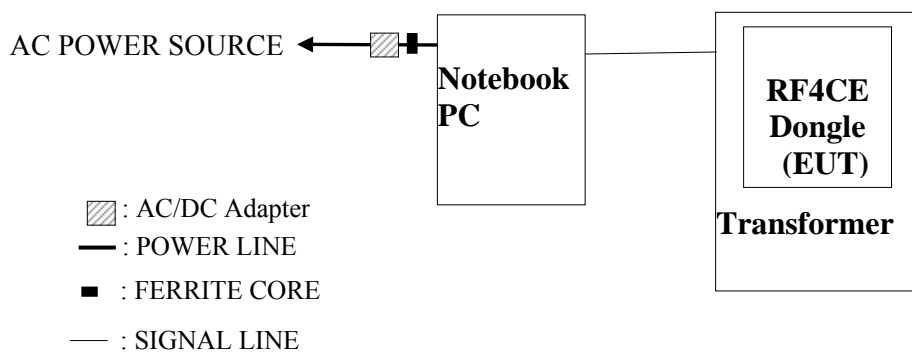 AC POWER SOURCE
Notebook
PC
RF4CE
Dongle
(EUT)
Transformer
: AC/DC Adapter
: POWER LINE
: FERRITE CORE
: SIGNAL LINE